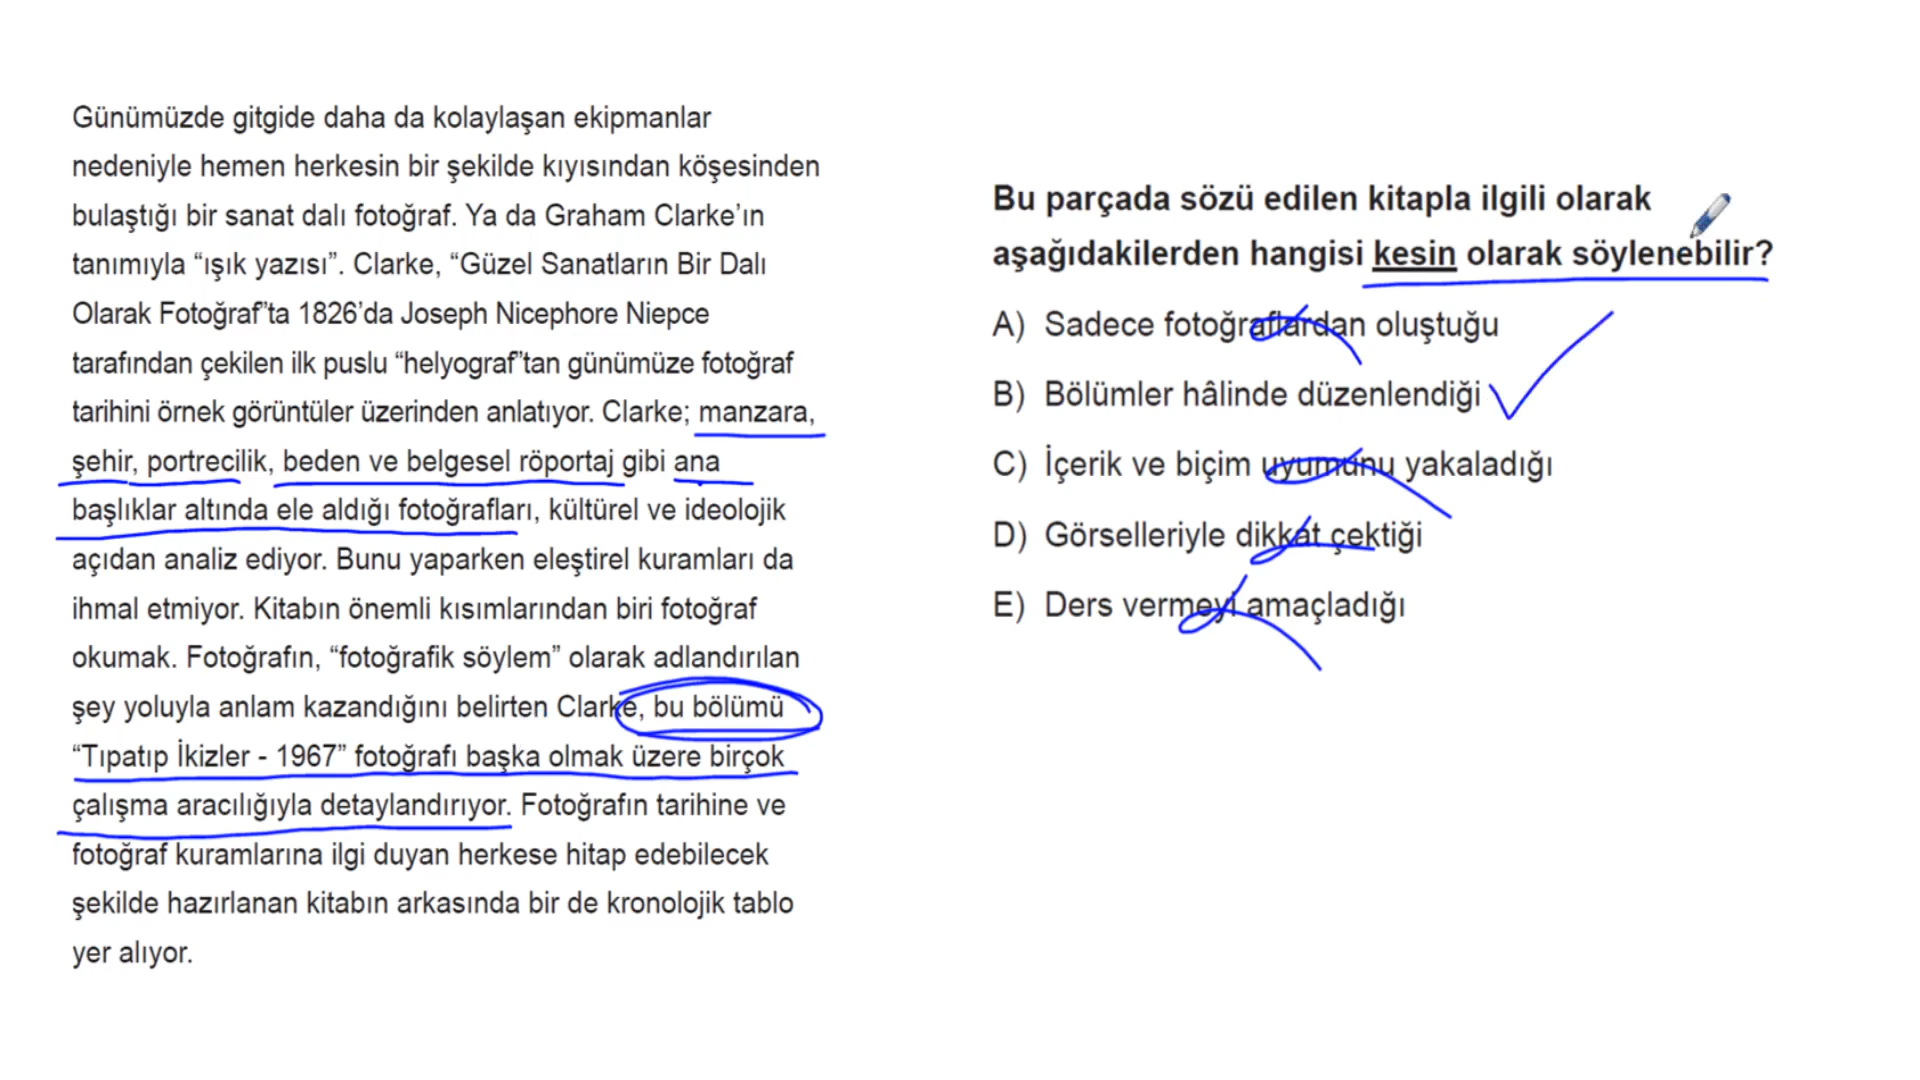 Günümüzde gitgide daha da kolaylaşan ekipmanlar
nedeniyle hemen herkesin bir şekilde kıyısından köşesinden
bulaştığı bir sanat dalı fotoğraf. Ya da Graham Clarke’ın
tanımıyla “ışık yazısı”. Clarke, “Güzel Sanatların Bir Dalı
Olarak Fotoğraf”ta 1826’da Joseph Nicephore Niepce
tarafından çekilen ilk puslu “helyograf”tan günümüze fotoğraf
tarihini örnek görüntüler üzerinden anlatıyor. Clarke; manzara,
şehir, portrecilik, beden ve belgesel röportaj gibi ana
başlıklar altında ele aldığı fotoğrafları, kültürel ve ideolojik
açıdan analiz ediyor. Bunu yaparken eleştirel kuramları da
ihmal etmiyor. Kitabın önemli kısımlarından biri fotoğraf
okumak. Fotoğrafın, “fotoğrafik söylem” olarak adlandırılan
şey yoluyla anlam kazandığını belirten Clarke, bu bölümü
“Tıpatıp İkizler - 1967” fotoğrafı başka olmak üzere birçok
çalışma aracılığıyla detaylandırıyor. Fotoğrafın tarihine ve
fotoğraf kuramlarına ilgi duyan herkese hitap edebilecek
şekilde hazırlanan kitabın arkasında bir de kronolojik tablo
yer alıyor.
Bu parçada sözü edilen kitapla ilgili olarak
aşağıdakilerden hangisi kesin olarak söylenebilir?
A) Sadece fotoğraflardan oluştuğu
B) Bölümler hâlinde düzenlendiği
C) İçerik ve biçim uyumunu yakaladığı
D) Görselleriyle dikkat çektiği
E) Ders vermeyi amaçladığı